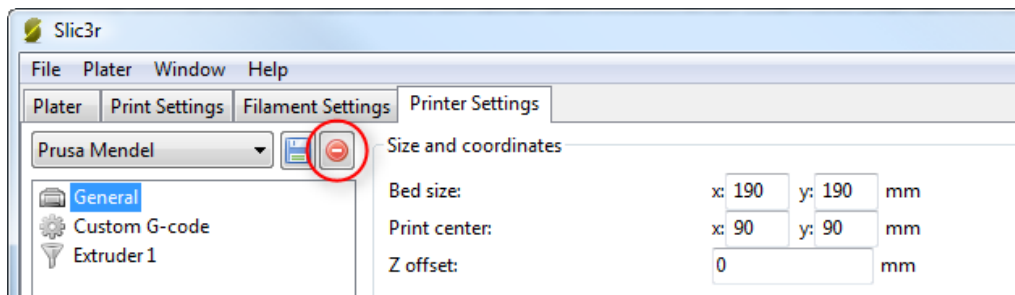 Slic3r
File Plater Window Help
Plater Print Settings Filament Settings Printer Settings
Prusa Mendel
Size and coordinates
General
Custom G-code
Extruder 1
Bed size: x: 190 y: 190 mm
Print center: x: 90 y: 90 mm
Z offset: 0 mm